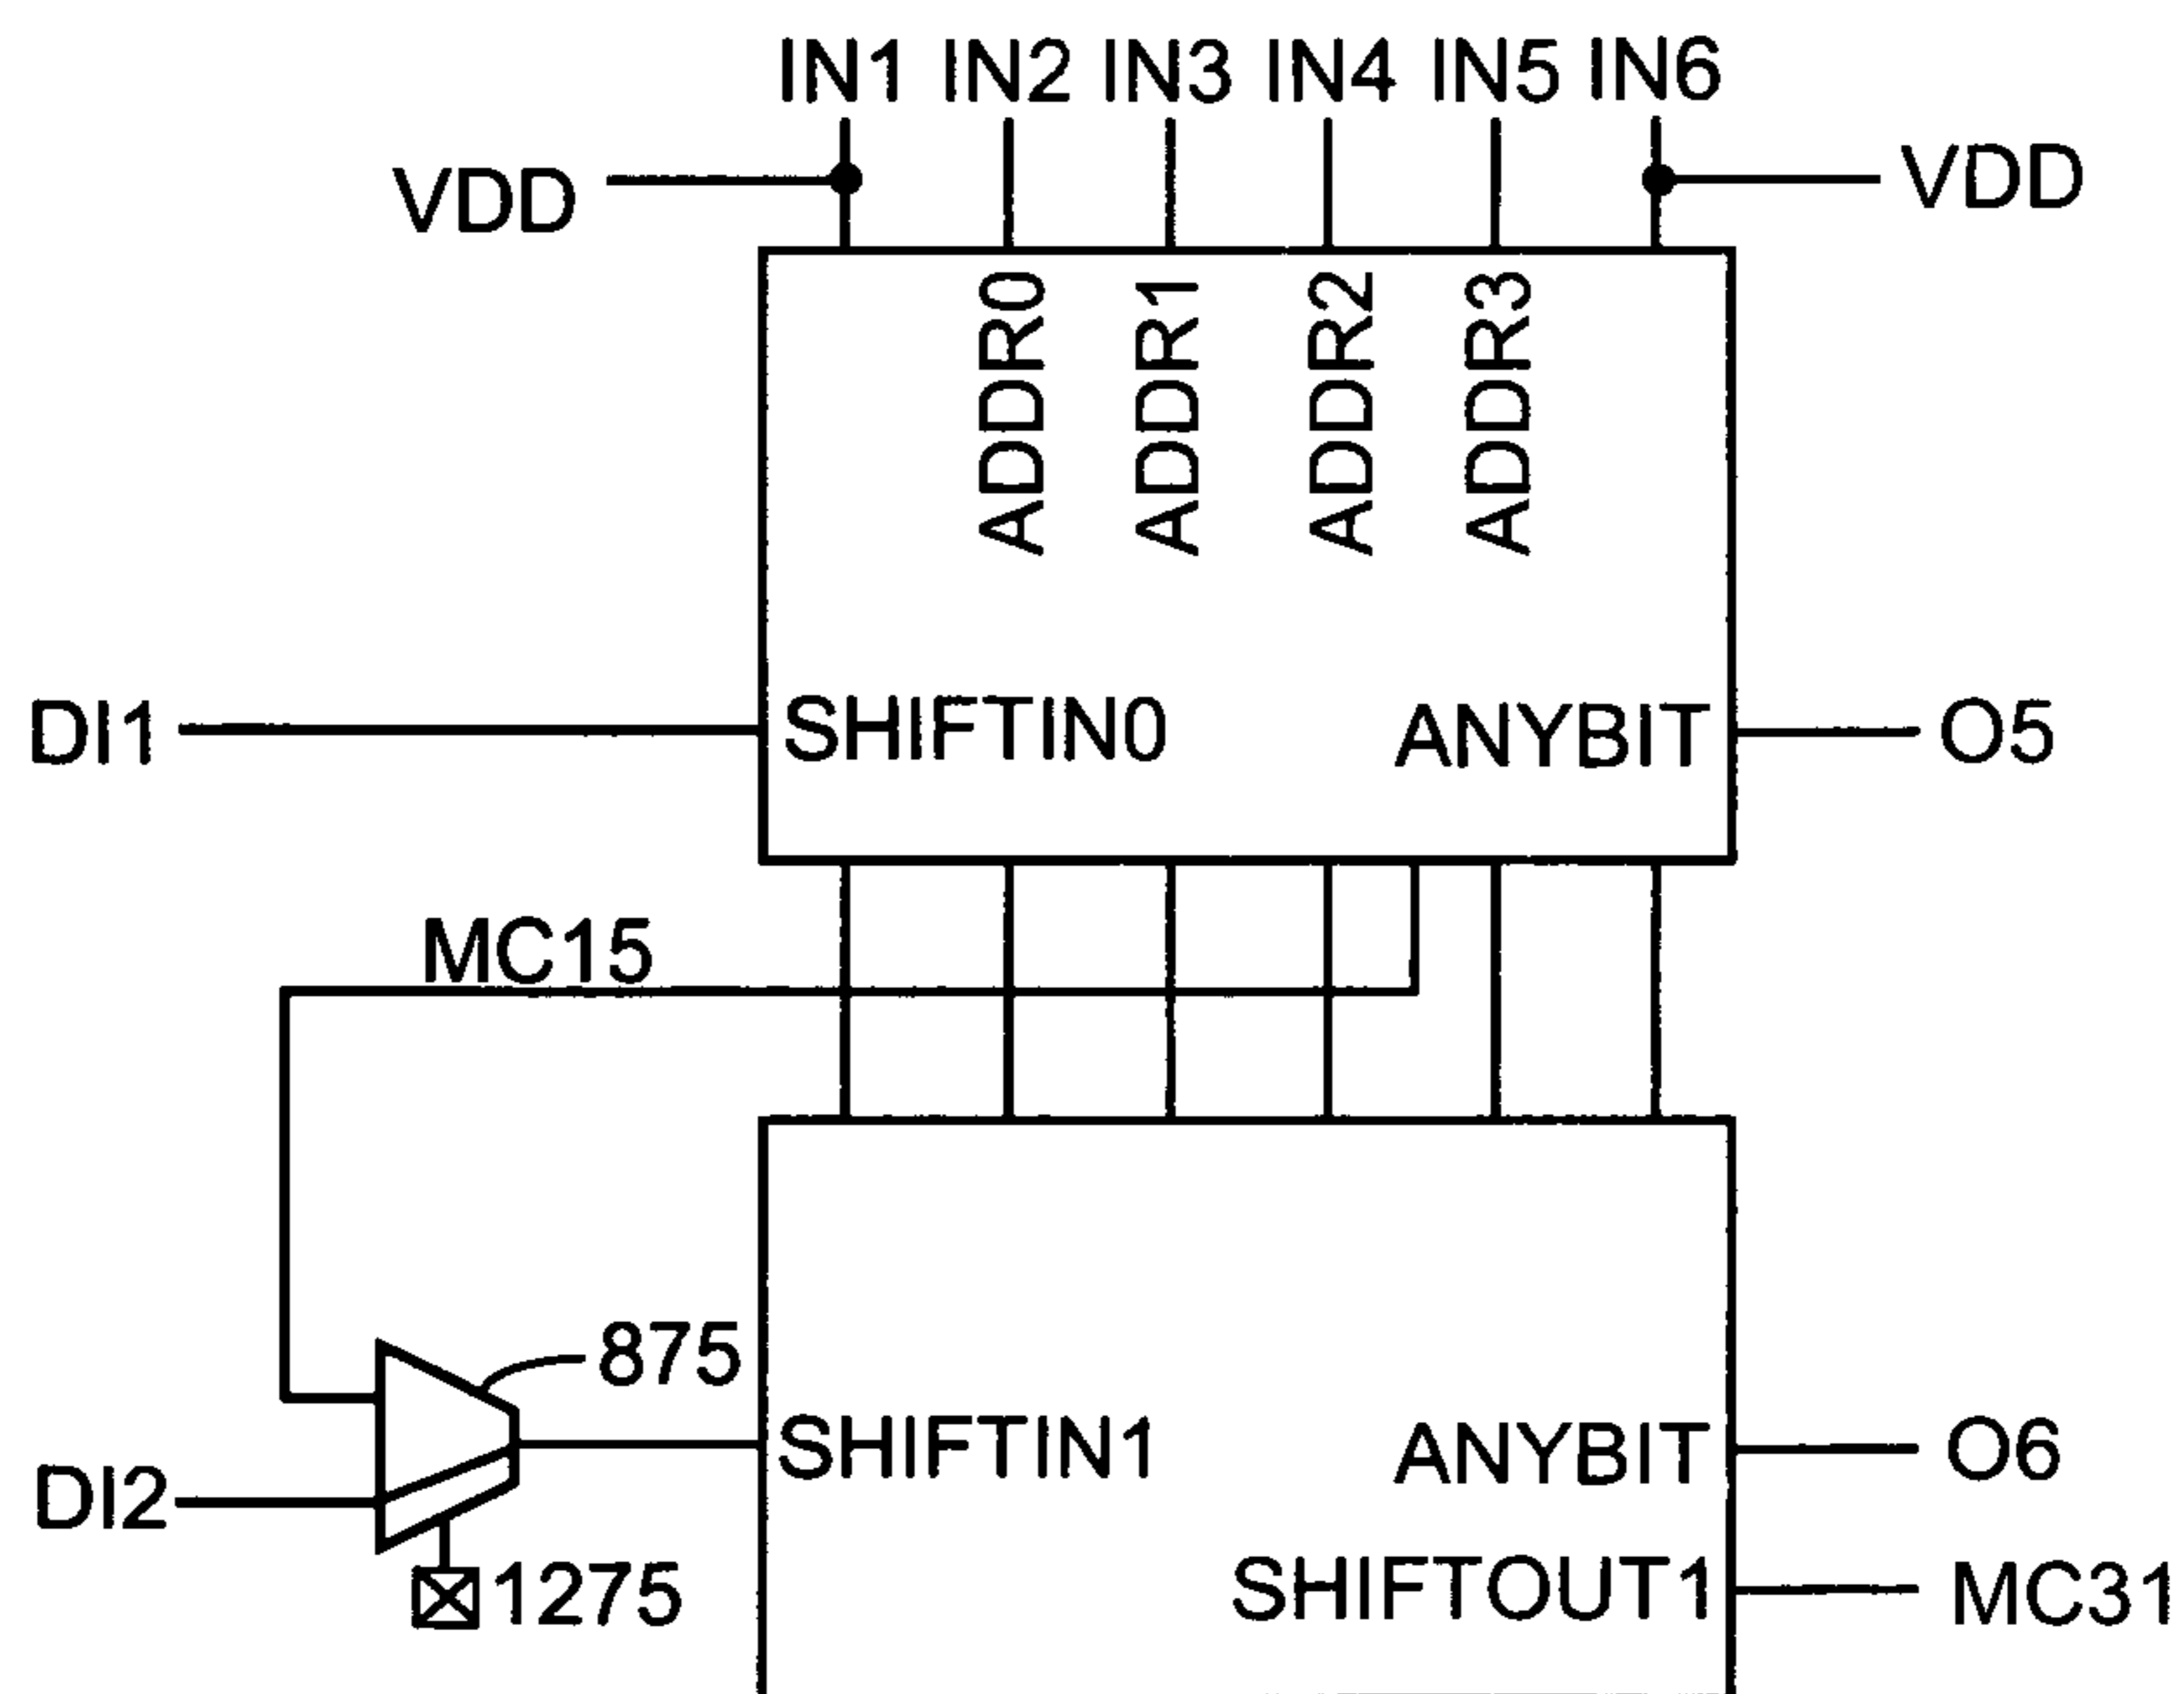 IN1 IN2 IN3 IN4 IN5 IN6
VDD
VDD
ADDR0
ADDR1
ADDR2
ADDR3
DI1
SHIFTIN0
ANYBIT
O5
MC15
875
DI2
SHIFTIN1
ANYBIT
O6
1275
SHIFTOUT1
MC31